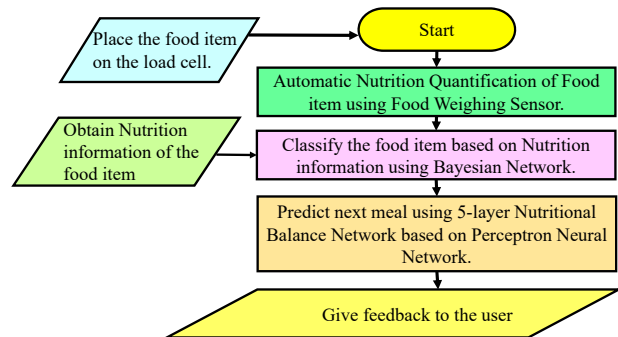 Place the food item
on the load cell.
Start
Automatic Nutrition Quantification of Food
item using Food Weighing Sensor.
Obtain Nutrition
information of the
food item
Classify the food item based on Nutrition
information using Bayesian Network.
Predict next meal using 5-layer Nutritional
Balance Network based on Perceptron Neural
Network.
Give feedback to the user